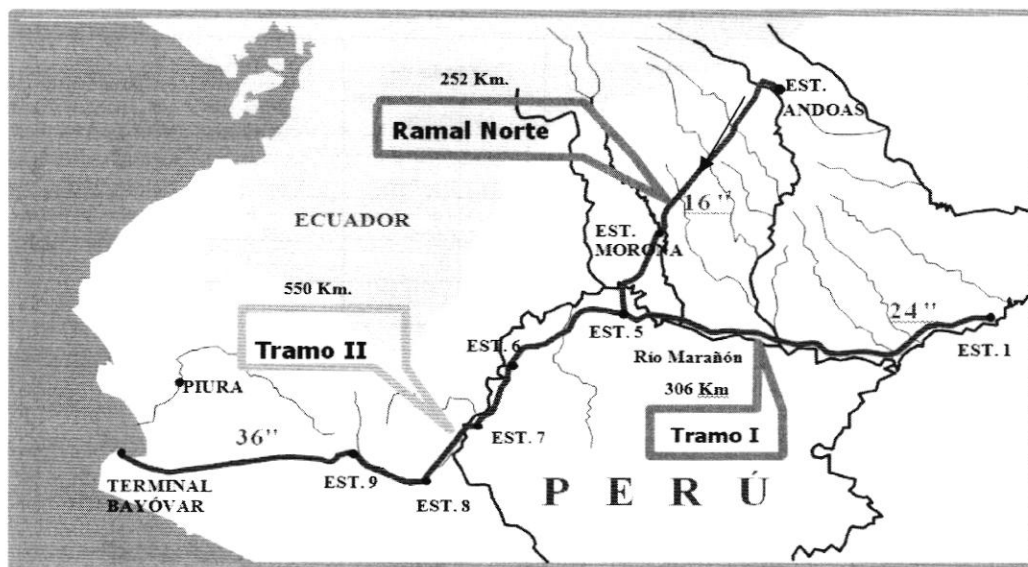 252 Km.
EST.
ANDOAS
Ramal Norte
16"
ECUADOR
EST.
MORONA
550 Km.
24"
EST. 5
EST. 1
Tramo II
EST. 6
Río Marañón
PIURA
306 Km
36"
EST. 7
Tramo I
TERMINAL
BAYÓVAR
EST. 9
EST. 8
PERÚ